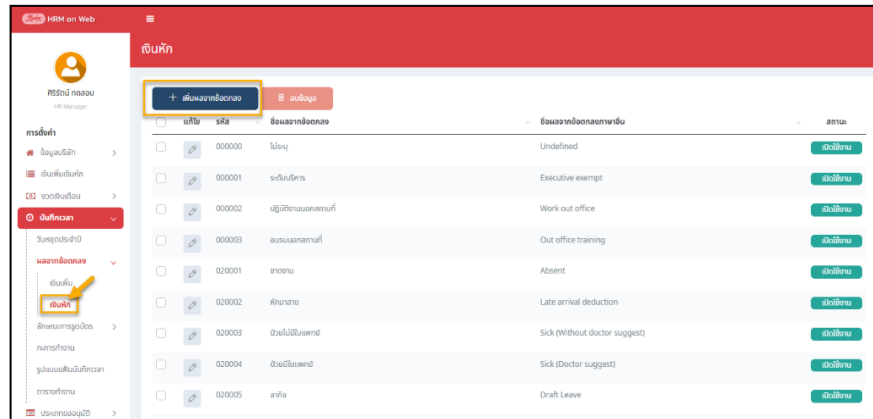 HRM on Web
เงินหัก
ศิริรัตน์ ทดสอบ
HR Manager
การตั้งค่า
ข้อมูลบริษัท
เงินเพิ่มเงินหัก
งวดเงินเดือน
บันทึกเวลา
วันหยุดประจำปี
ผลจากข้อตกลง
เงินเพิ่ม
เงินหัก
ลักษณะการรูดบัตร
กะการทำงาน
รูปแบบแฟ้มบันทึกเวลา
ตารางทำงาน
ประเภทขออนุมัติ
+ เพิ่มผลจากข้อตกลง ลบข้อมูล
แก้ไข รหัส ชื่อผลจากข้อตกลง ชื่อผลจากข้อตกลงภาษาอื่น สถานะ
000000 ไม่ระบุ Undefined เปิดใช้งาน
000001 ระดับบริหาร Executive exempt เปิดใช้งาน
000002 ปฏิบัติงานนอกสถานที่ Work out office เปิดใช้งาน
000003 อบรมนอกสถานที่ Out office training เปิดใช้งาน
020001 ขาดงาน Absent เปิดใช้งาน
020002 หักมาสาย Late arrival deduction เปิดใช้งาน
020003 ป่วยไม่มีใบแพทย์ Sick (Without doctor suggest) เปิดใช้งาน
020004 ป่วยมีใบแพทย์ Sick (Doctor suggest) เปิดใช้งาน
020005 ลากิจ Draft Leave เปิดใช้งาน